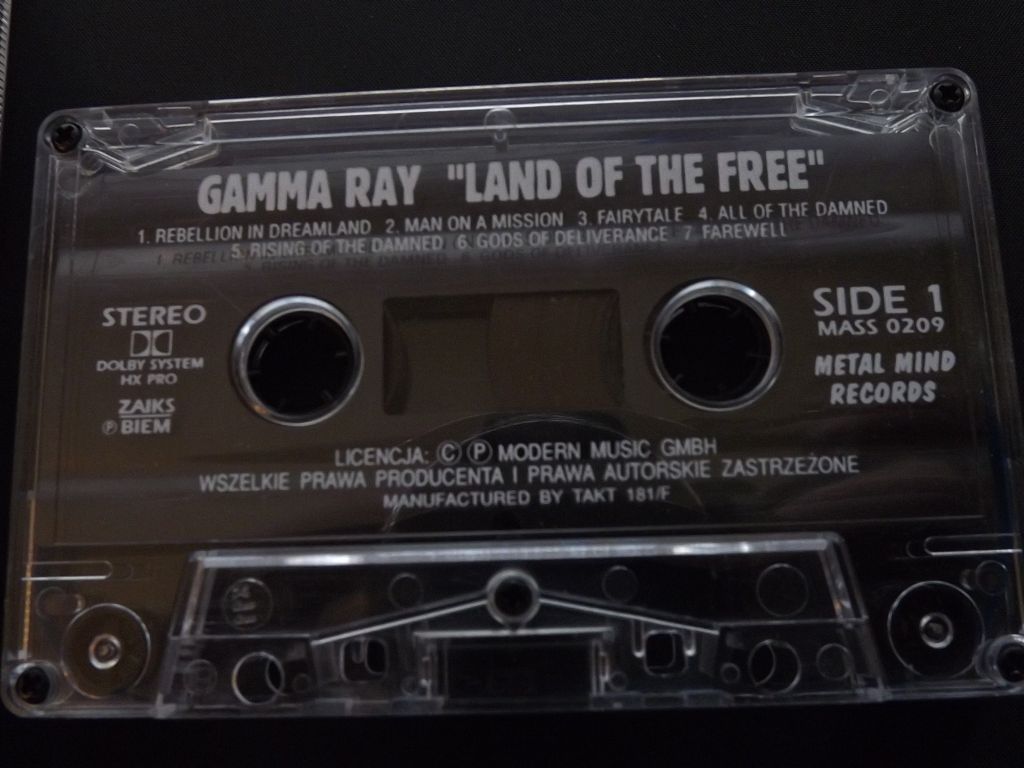 GAMMA RAY "LAND OF THE FREE"
1. REBELLION IN DREAMLAND 2. MAN ON A MISSION 3. FAIRYTALE 4. ALL OF THE DAMNED
5. RISING OF THE DAMNED 6. GODS OF DELIVERANCE 7 FAREWELL
STEREO
DOLBY SYSTEM
HX PRO
ZAIKS
Ⓟ BIEM
SIDE 1
MASS 0209
METAL MIND
RECORDS
LICENCJA: © Ⓟ MODERN MUSIC GMBH
WSZELKIE PRAWA PRODUCENTA I PRAWA AUTORSKIE ZASTRZEŻONE
MANUFACTURED BY TAKT 181/F